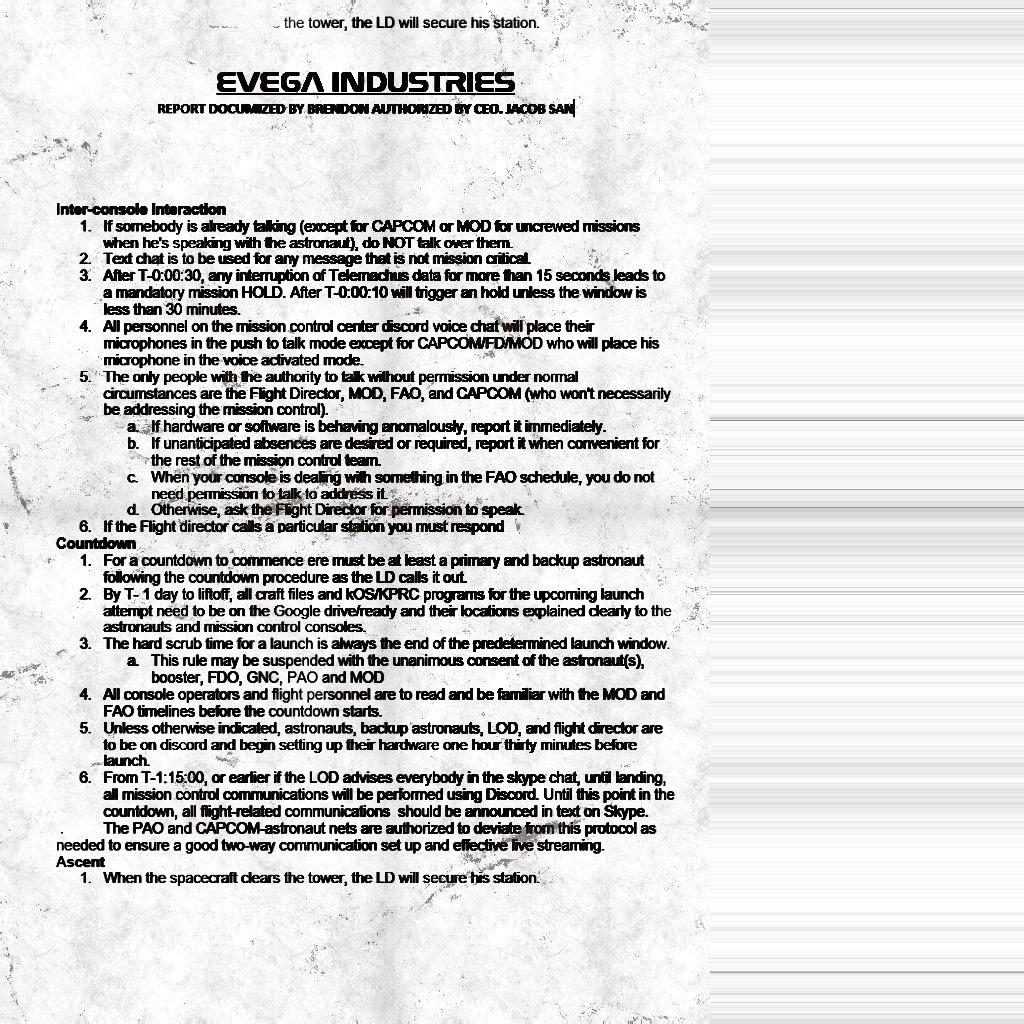 the tower, the LD will secure his station.
EVEGA INDUSTRIES
REPORT DOCUMIZED BY BRENDON AUTHORIZED BY CEO. JACOB SAN
Inter-console Interaction
1. If somebody is already talking (except for CAPCOM or MOD for uncrewed missions
when he's speaking with the astronaut), do NOT talk over them.
2. Text chat is to be used for any message that is not mission critical.
3. After T-0:00:30, any interruption of Telemachus data for more than 15 seconds leads to
a mandatory mission HOLD. After T-0:00:10 will trigger an hold unless the window is
less than 30 minutes.
4. All personnel on the mission control center discord voice chat will place their
microphones in the push to talk mode except for CAPCOM/FD/MOD who will place his
microphone in the voice activated mode.
5. The only people with the authority to talk without permission under normal
circumstances are the Flight Director, MOD, FAO, and CAPCOM (who won't necessarily
be addressing the mission control).
a. If hardware or software is behaving anomalously, report it immediately.
b. If unanticipated absences are desired or required, report it when convenient for
the rest of the mission control team.
c. When your console is dealing with something in the FAO schedule, you do not
need permission to talk to address it.
d. Otherwise, ask the Flight Director for permission to speak.
6. If the Flight director calls a particular station you must respond
Countdown
1. For a countdown to commence ere must be at least a primary and backup astronaut
following the countdown procedure as the LD calls it out.
2. By T- 1 day to liftoff, all craft files and kOS/KPRC programs for the upcoming launch
attempt need to be on the Google drive/ready and their locations explained clearly to the
astronauts and mission control consoles.
3. The hard scrub time for a launch is always the end of the predetermined launch window.
a. This rule may be suspended with the unanimous consent of the astronaut(s),
booster, FDO, GNC, PAO and MOD
4. All console operators and flight personnel are to read and be familiar with the MOD and
FAO timelines before the countdown starts.
5. Unless otherwise indicated, astronauts, backup astronauts, LOD, and flight director are
to be on discord and begin setting up their hardware one hour thirty minutes before
launch.
6. From T-1:15:00, or earlier if the LOD advises everybody in the skype chat, until landing,
all mission control communications will be performed using Discord. Until this point in the
countdown, all flight-related communications should be announced in text on Skype.
. The PAO and CAPCOM-astronaut nets are authorized to deviate from this protocol as
needed to ensure a good two-way communication set up and effective live streaming.
Ascent
1. When the spacecraft clears the tower, the LD will secure his station.